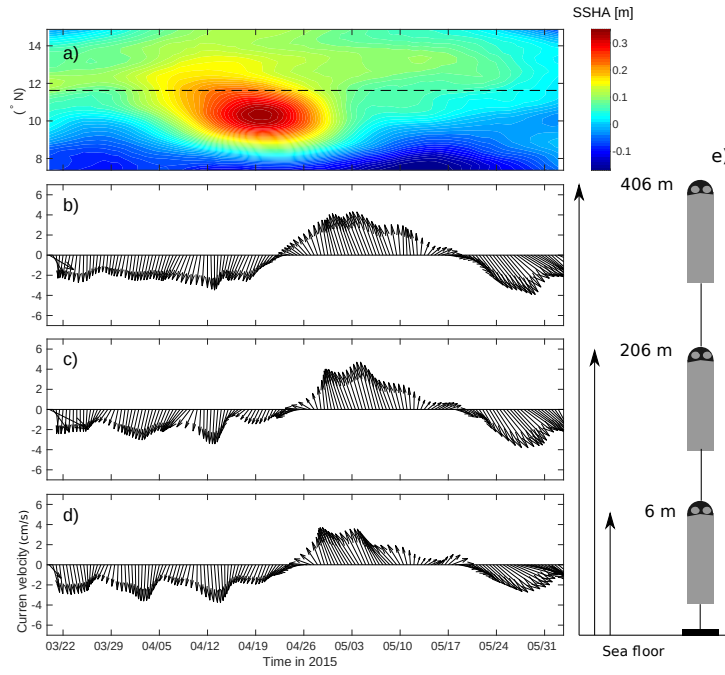 SSHA [m]
a)
14
12
10
8
(° N)
0.3
0.2
0.1
0
-0.1
e)
b)
6
4
2
0
-2
-4
-6
406 m
c)
6
4
2
0
-2
-4
-6
206 m
d)
6
4
2
0
-2
-4
-6
6 m
Curren velocity (cm/s)
03/22 03/29 04/05 04/12 04/19 04/26 05/03 05/10 05/17 05/24 05/31
Time in 2015
Sea floor